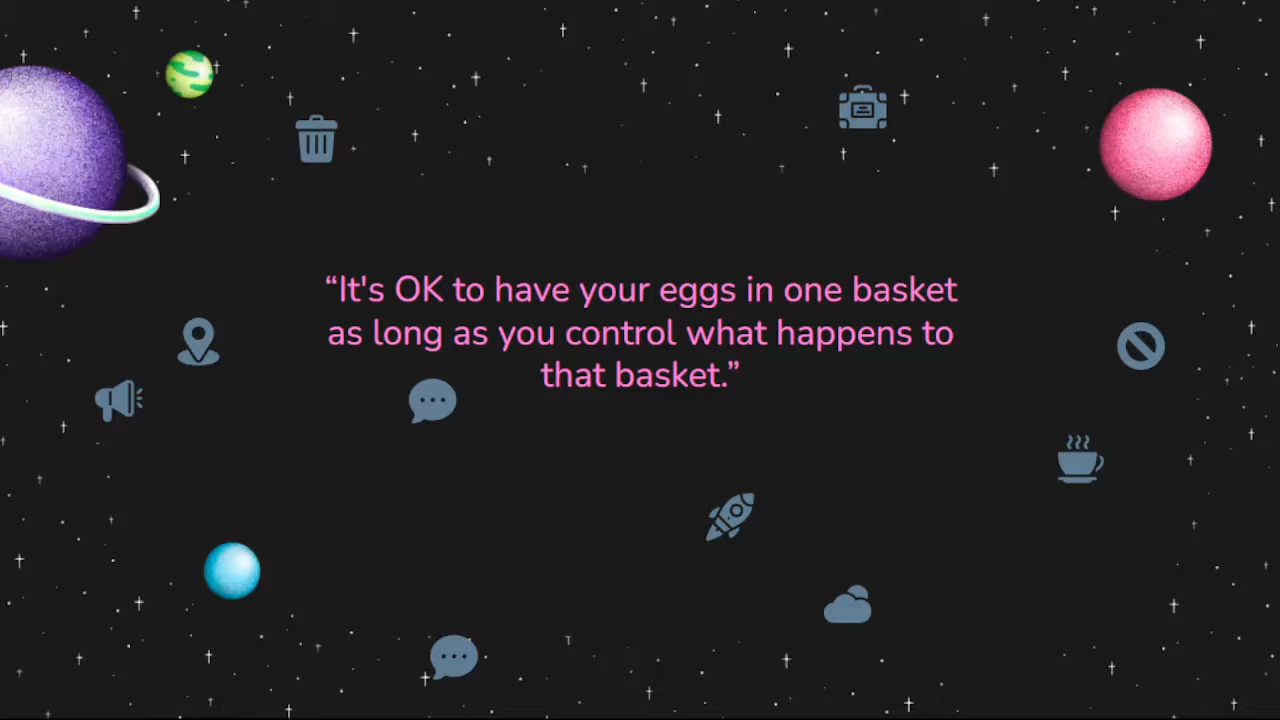 “It's OK to have your eggs in one basket
as long as you control what happens to
that basket.”